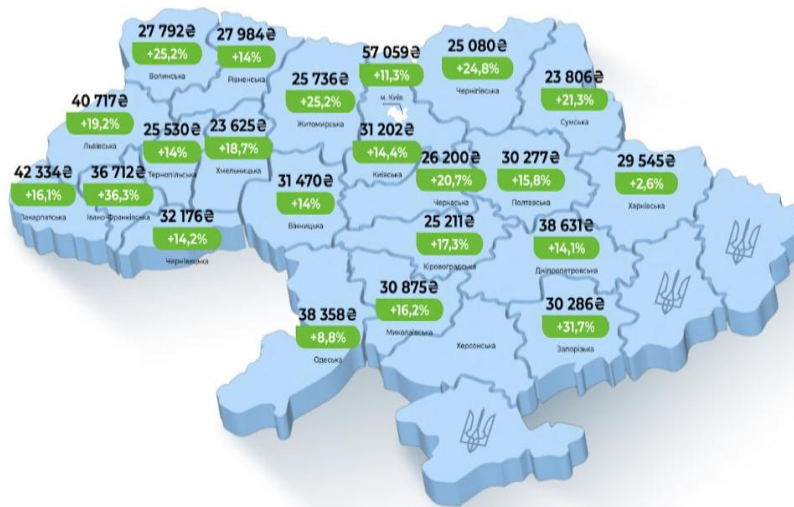 27 792₴
+25,2%
Волинська
27 984₴
+14%
Рівненська
25 736₴
+25,2%
Житомирська
57 059₴
+11,3%
м. Київ
25 080₴
+24,8%
Чернігівська
23 806₴
+21,3%
Сумська
40 717₴
+19,2%
Львівська
25 530₴
+14%
Тернопільська
23 625₴
+18,7%
Хмельницька
31 202₴
+14,4%
Київська
42 334₴
+16,1%
Закарпатська
36 712₴
+36,3%
Івано-Франківська
32 176₴
+14,2%
Чернівецька
31 470₴
+14%
Вінницька
26 200₴
+20,7%
Черкаська
30 277₴
+15,8%
Полтавська
29 545₴
+2,6%
Харківська
25 211₴
+17,3%
Кіровоградська
38 631₴
+14,1%
Дніпропетровська
38 358₴
+8,8%
Одеська
30 875₴
+16,2%
Миколаївська
Херсонська
30 286₴
+31,7%
Запорізька